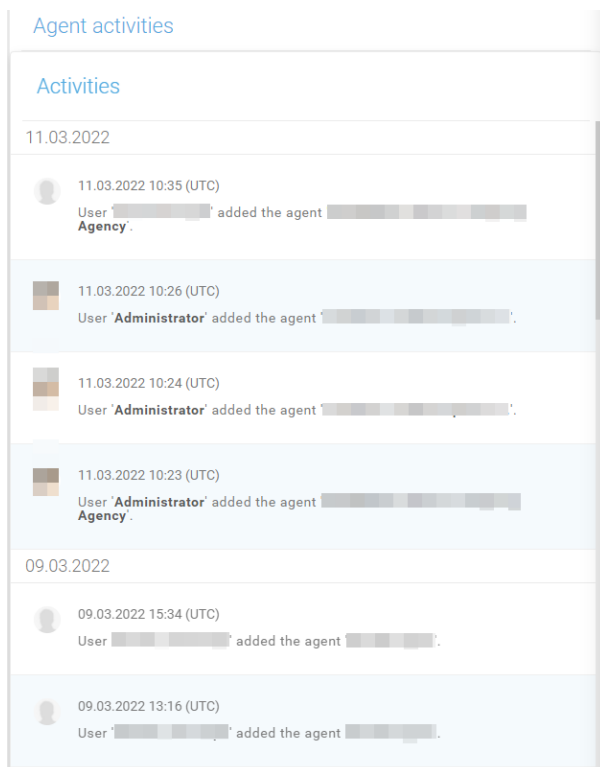 Agent activities
Activities
11.03.2022
11.03.2022 10:35 (UTC)
User '' added the agent
Agency'.
11.03.2022 10:26 (UTC)
User 'Administrator' added the agent ''.
11.03.2022 10:24 (UTC)
User 'Administrator' added the agent ''.
11.03.2022 10:23 (UTC)
User 'Administrator' added the agent '
Agency'.
09.03.2022
09.03.2022 15:34 (UTC)
User ' added the agent ''.
09.03.2022 13:16 (UTC)
User '' added the agent .